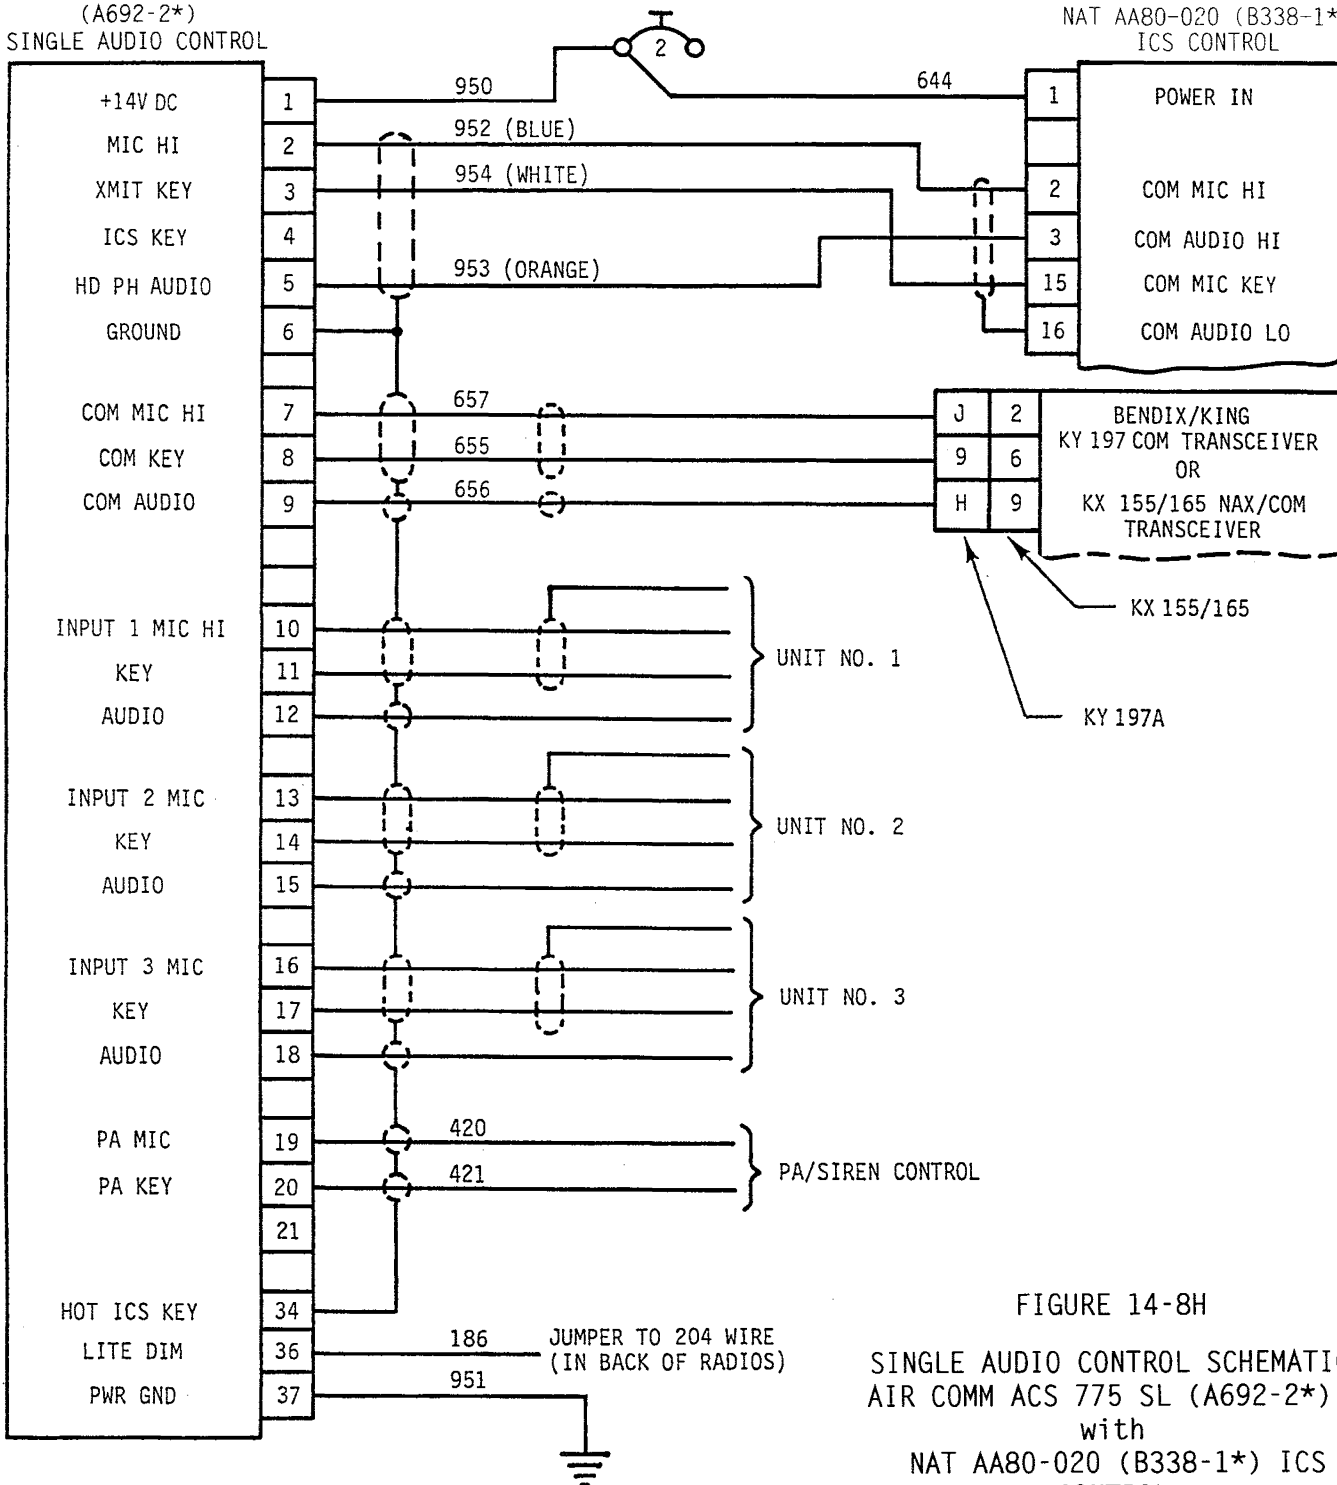 (A692-2*)
SINGLE AUDIO CONTROL
NAT AA80-020 (B338-1*
ICS CONTROL
2
+14V DC 1 950 644 1 POWER IN
MIC HI 2 952 (BLUE)
XMIT KEY 3 954 (WHITE) 2 COM MIC HI
ICS KEY 4 3 COM AUDIO HI
HD PH AUDIO 5 953 (ORANGE) 15 COM MIC KEY
GROUND 6 16 COM AUDIO LO
COM MIC HI 7 657 J 2
COM KEY 8 655 9 6
COM AUDIO 9 656 H 9
BENDIX/KING
KY 197 COM TRANSCEIVER
OR
KX 155/165 NAX/COM
TRANSCEIVER
KX 155/165
KY 197A
INPUT 1 MIC HI 10
KEY 11
AUDIO 12
UNIT NO. 1
INPUT 2 MIC 13
KEY 14
AUDIO 15
UNIT NO. 2
INPUT 3 MIC 16
KEY 17
AUDIO 18
UNIT NO. 3
PA MIC 19 420
PA KEY 20 421
PA/SIREN CONTROL
21
HOT ICS KEY 34
LITE DIM 36 186 JUMPER TO 204 WIRE
(IN BACK OF RADIOS)
PWR GND 37 951
FIGURE 14-8H
SINGLE AUDIO CONTROL SCHEMATIC
AIR COMM ACS 775 SL (A692-2*)
with
NAT AA80-020 (B338-1*) ICS